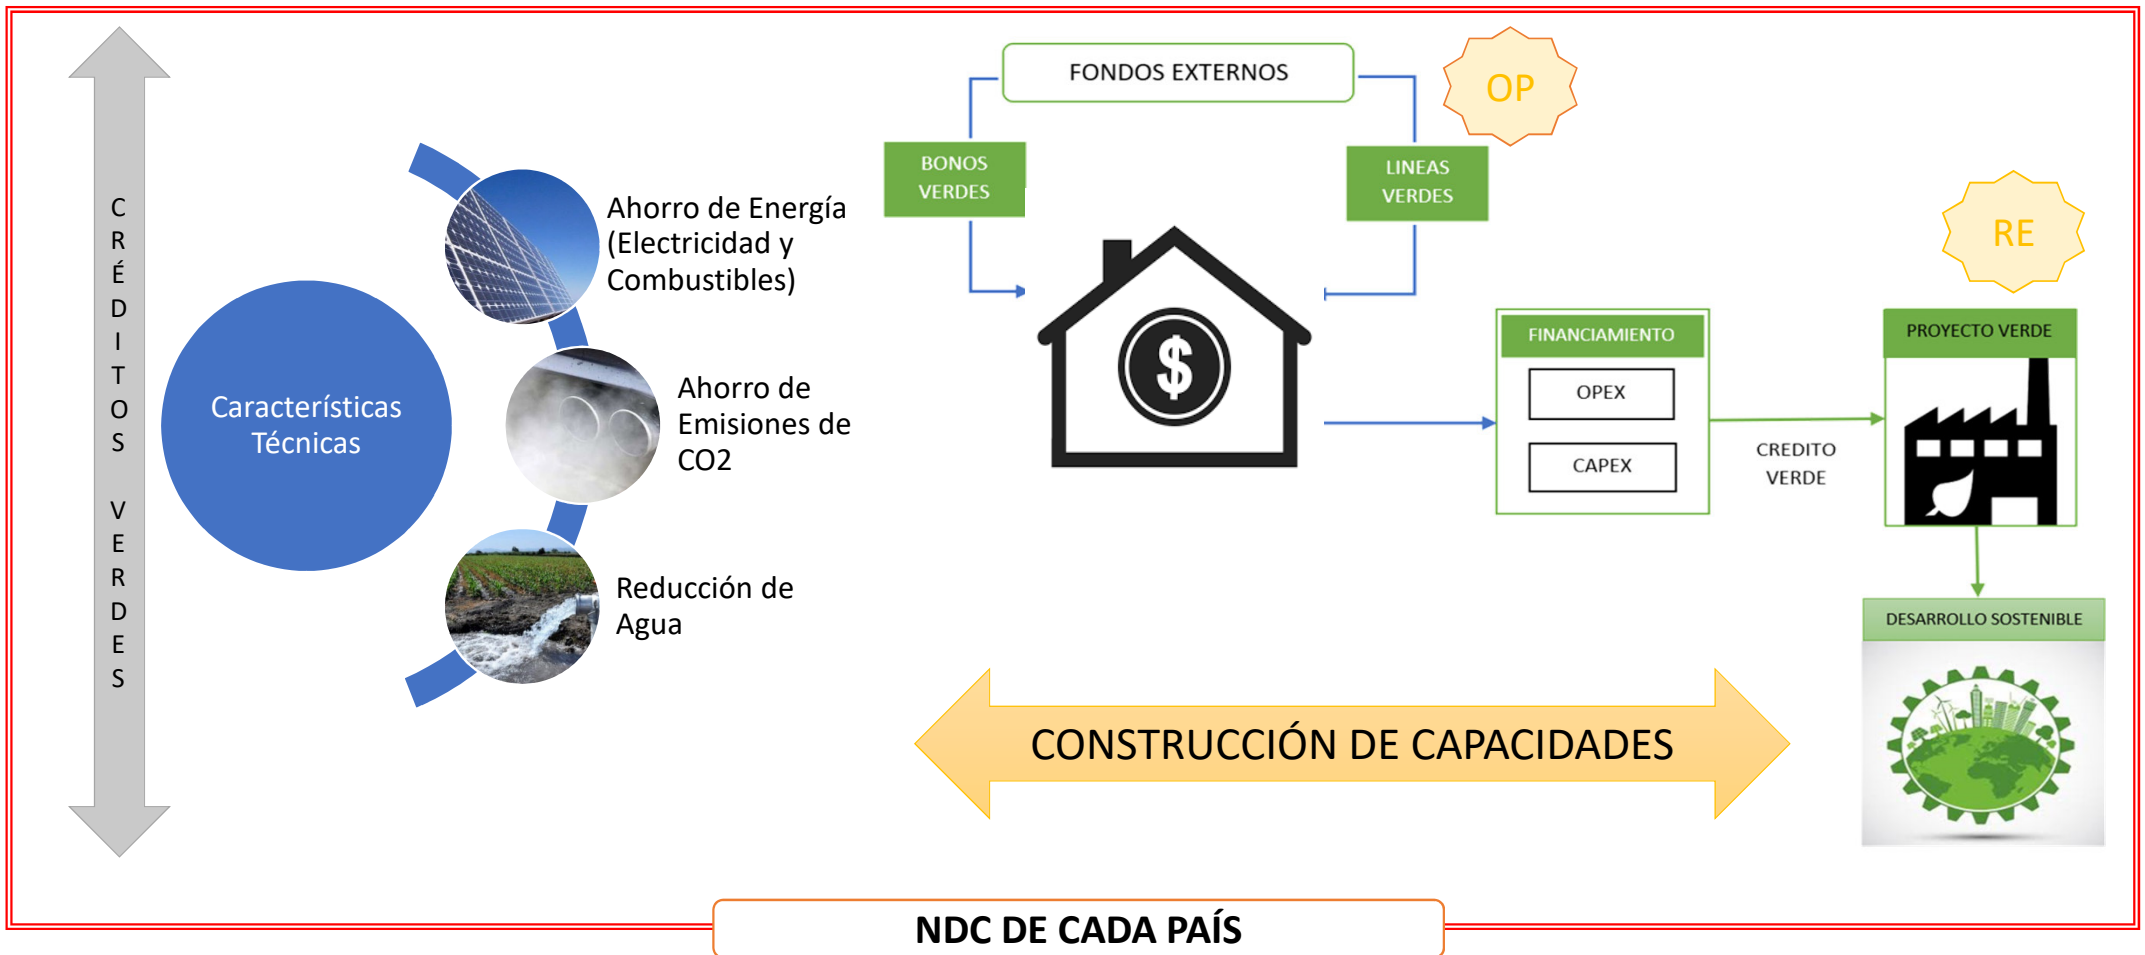 CRÉDITOS VERDES
Características
Técnicas
Ahorro de Energía
(Electricidad y
Combustibles)
Ahorro de
Emisiones de
CO2
Reducción de
Agua
FONDOS EXTERNOS
OP
BONOS
VERDES
LINEAS
VERDES
$
RE
FINANCIAMIENTO
OPEX
CAPEX
CREDITO
VERDE
PROYECTO VERDE
DESARROLLO SOSTENIBLE
CONSTRUCCIÓN DE CAPACIDADES
NDC DE CADA PAÍS